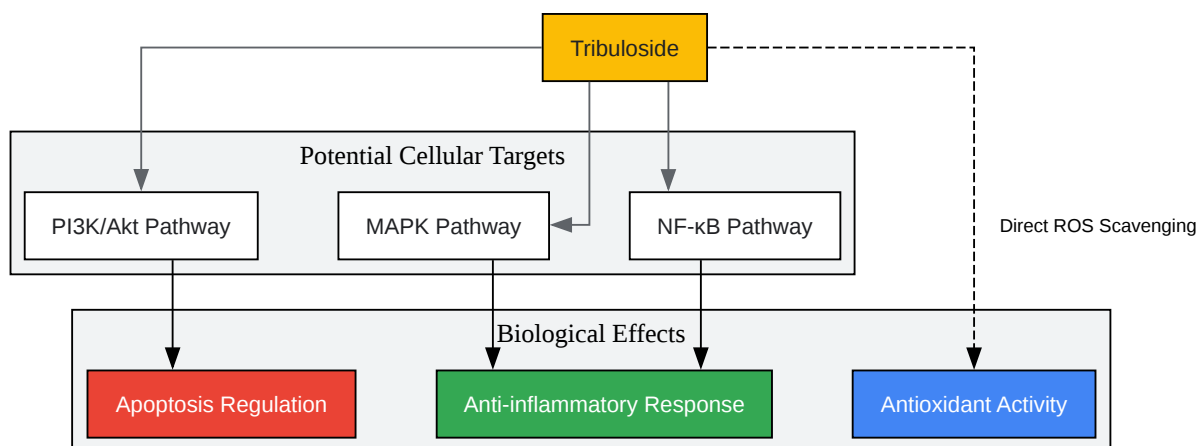 Tribuloside
Potential Cellular Targets
PI3K/Akt Pathway
MAPK Pathway
NF-κB Pathway
Direct ROS Scavenging
Biological Effects
Apoptosis Regulation
Anti-inflammatory Response
Antioxidant Activity